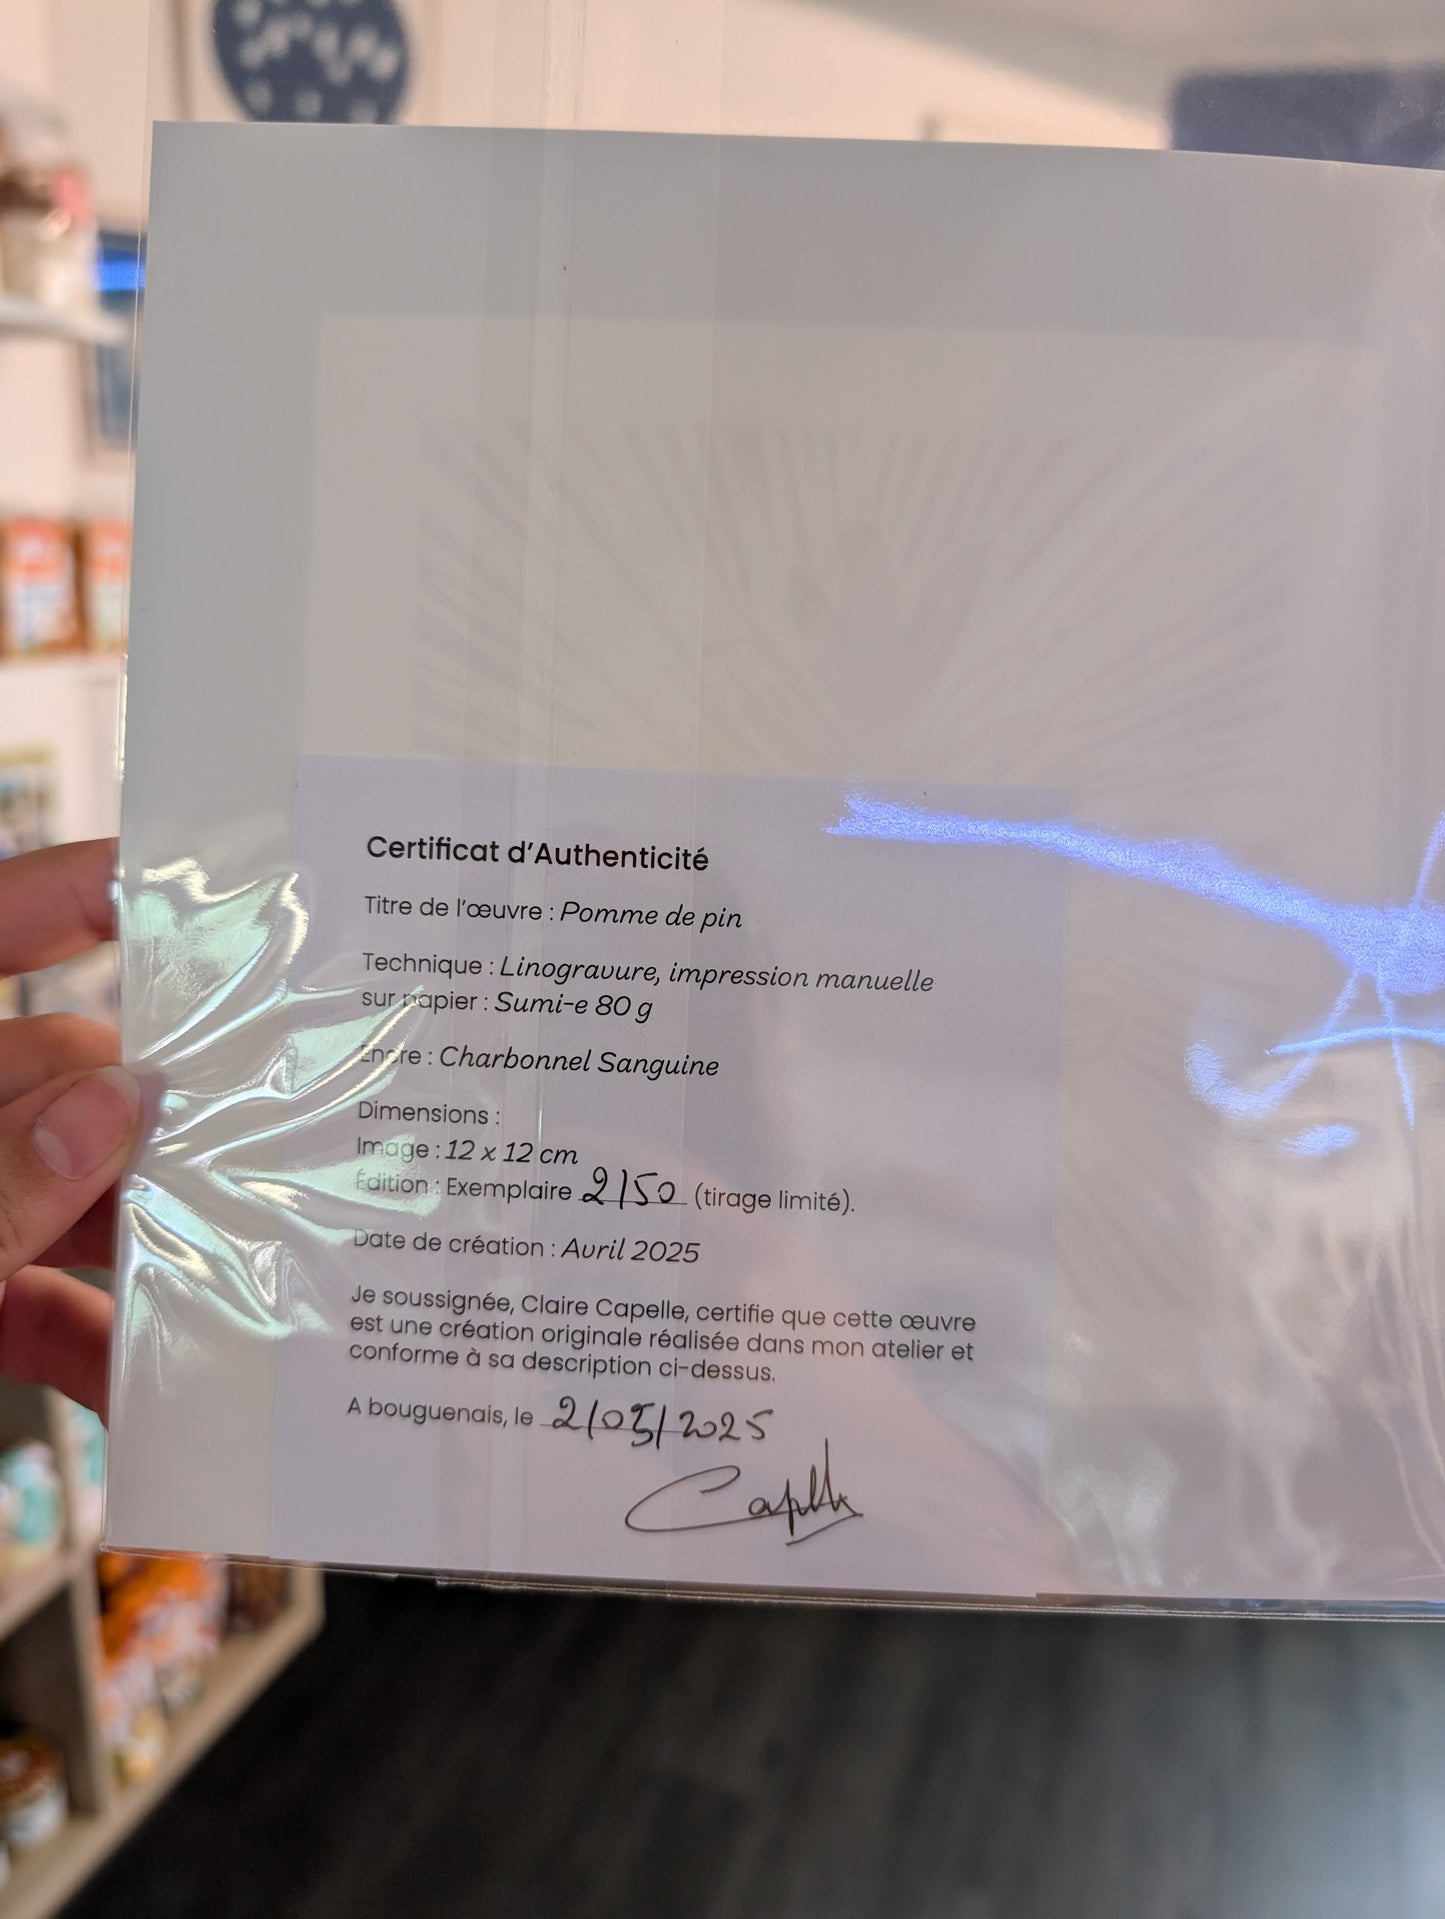 Certificat d'Authenticité
Titre de l'œuvre : Pomme de pin
Technique : Linogravure, impression manuelle
sur papier : Sumi-e 80 g
Encre : Charbonnel Sanguine
Dimensions :
Image : 12 x 12 cm
Édition : Exemplaire 2/50 (tirage limité).
Date de création : Avril 2025
Je soussignée, Claire Capelle, certifie que cette œuvre
est une création originale réalisée dans mon atelier et
conforme à sa description ci-dessus.
A bouguenais, le 2/05/2025
Capelle